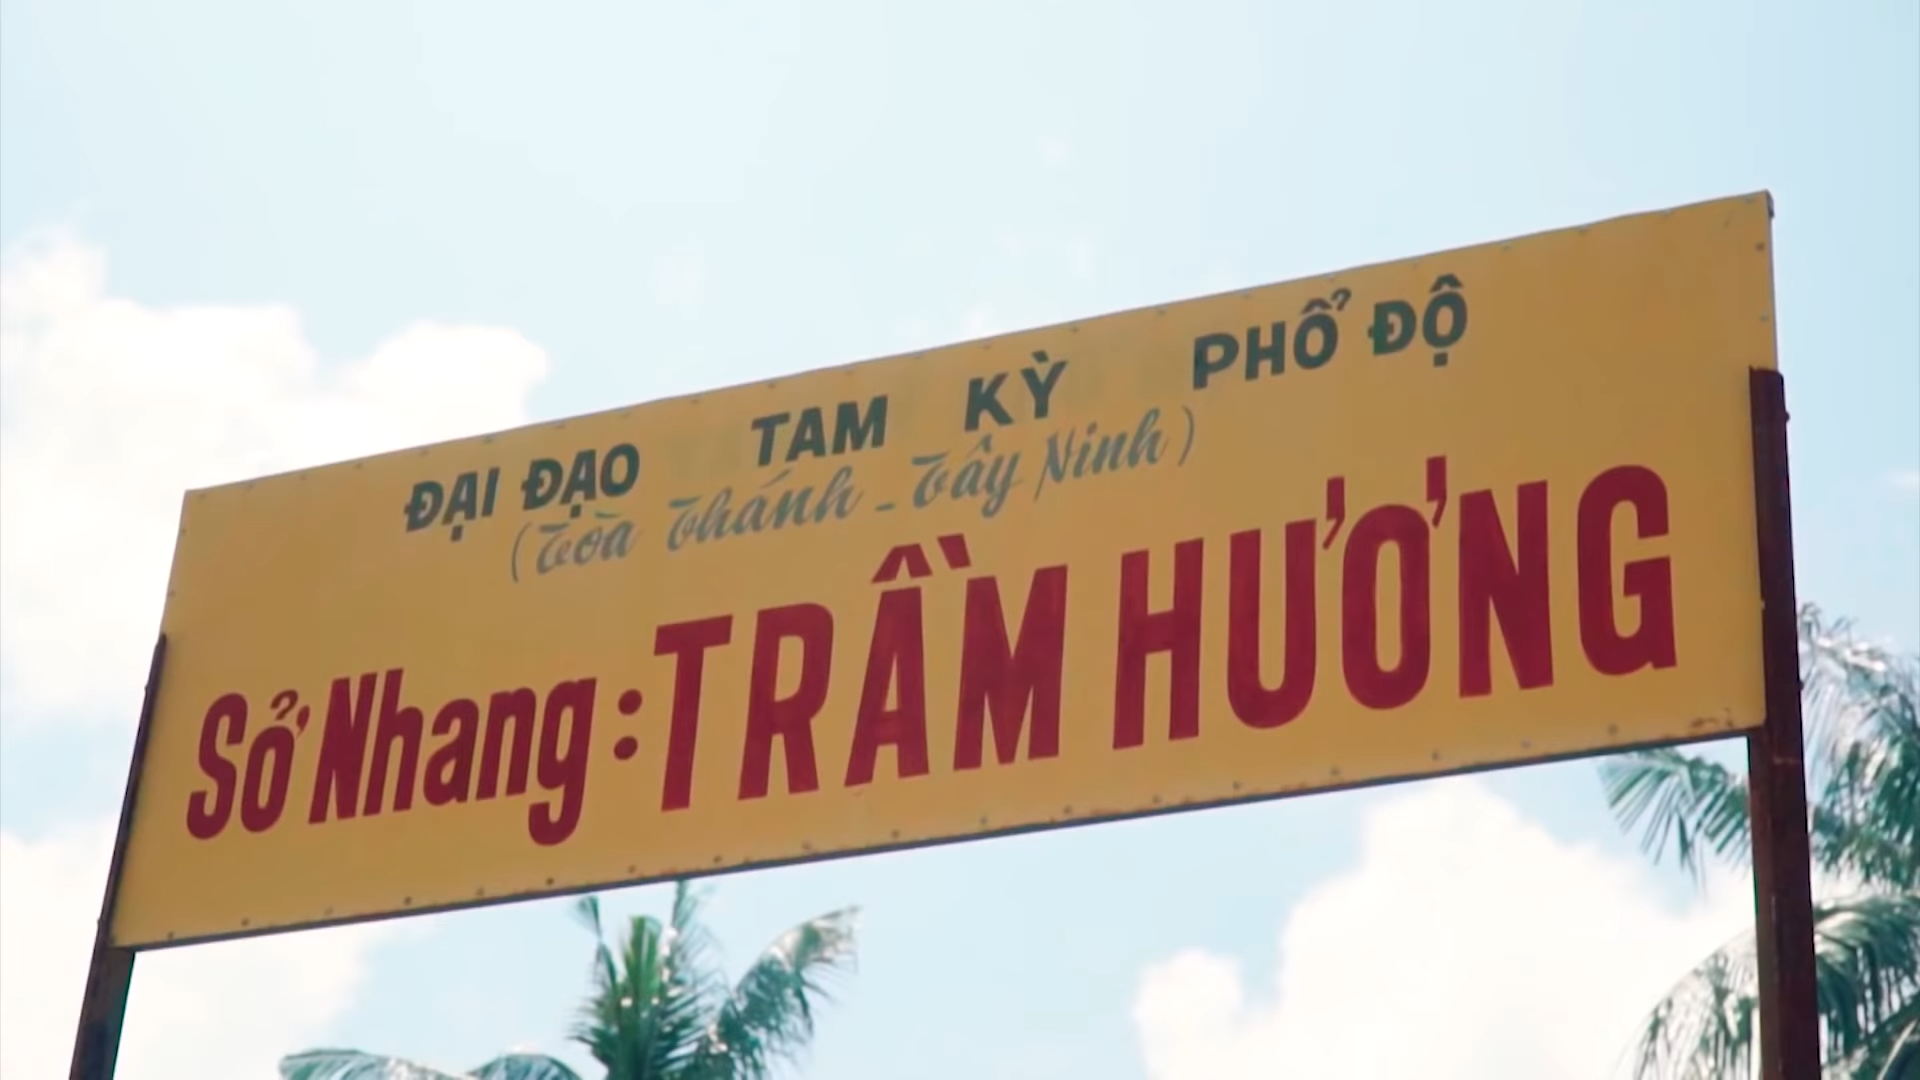 ĐẠI ĐẠO TAM KỲ PHỔ ĐỘ
(Tòa Thánh - Tây Ninh)
Sở Nhang : TRẦM HƯƠNG